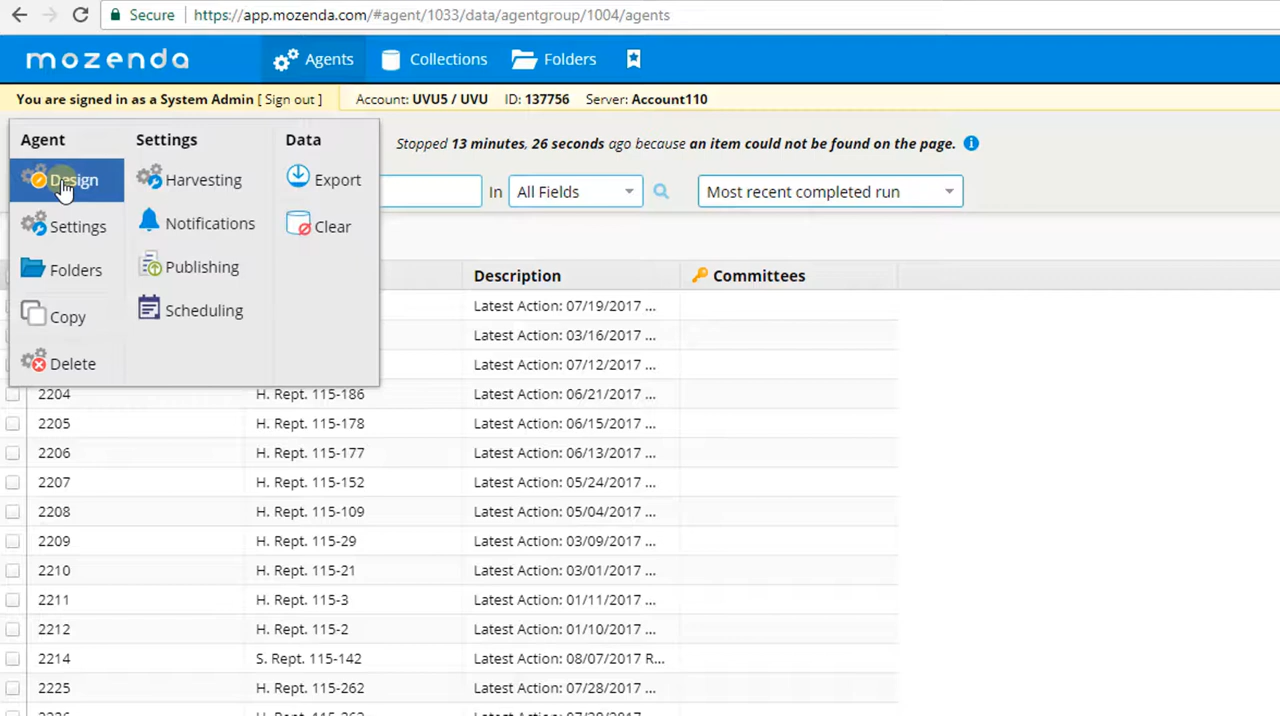 Secure https://app.mozenda.com/#agent/1033/data/agentgroup/1004/agents
mozenda Agents Collections Folders
You are signed in as a System Admin [ Sign out ] Account: UVU5 / UVU ID: 137756 Server: Account110
Agent Settings Data
Stopped 13 minutes, 26 seconds ago because an item could not be found on the page.
Design Harvesting Export
In All Fields Most recent completed run
Settings Notifications Clear
Folders Publishing
Copy Scheduling
Delete
Description Committees
Latest Action: 07/19/2017 ...
Latest Action: 03/16/2017 ...
Latest Action: 07/12/2017 ...
2204 H. Rept. 115-186 Latest Action: 06/21/2017 ...
2205 H. Rept. 115-178 Latest Action: 06/15/2017 ...
2206 H. Rept. 115-177 Latest Action: 06/13/2017 ...
2207 H. Rept. 115-152 Latest Action: 05/24/2017 ...
2208 H. Rept. 115-109 Latest Action: 05/04/2017 ...
2209 H. Rept. 115-29 Latest Action: 03/09/2017 ...
2210 H. Rept. 115-21 Latest Action: 03/01/2017 ...
2211 H. Rept. 115-3 Latest Action: 01/11/2017 ...
2212 H. Rept. 115-2 Latest Action: 01/10/2017 ...
2214 S. Rept. 115-142 Latest Action: 08/07/2017 R...
2225 H. Rept. 115-262 Latest Action: 07/28/2017 ...